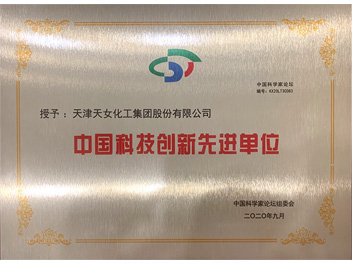 中国科学家论坛
授予：天津天女化工集团股份有限公司
中国科技创新先进单位
中国科学家论坛组委会
二〇二〇年九月